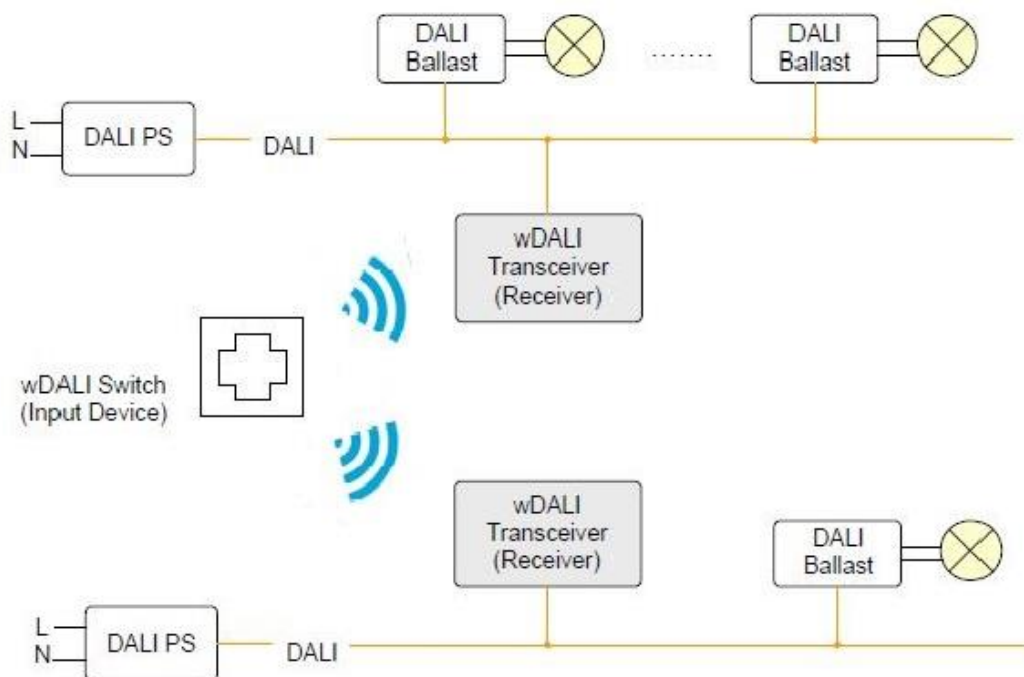 DALI
Ballast
DALI
Ballast
L
N
DALI PS
DALI
wDALI
Transceiver
(Receiver)
wDALI Switch
(Input Device)
wDALI
Transceiver
(Receiver)
DALI
Ballast
L
N
DALI PS
DALI